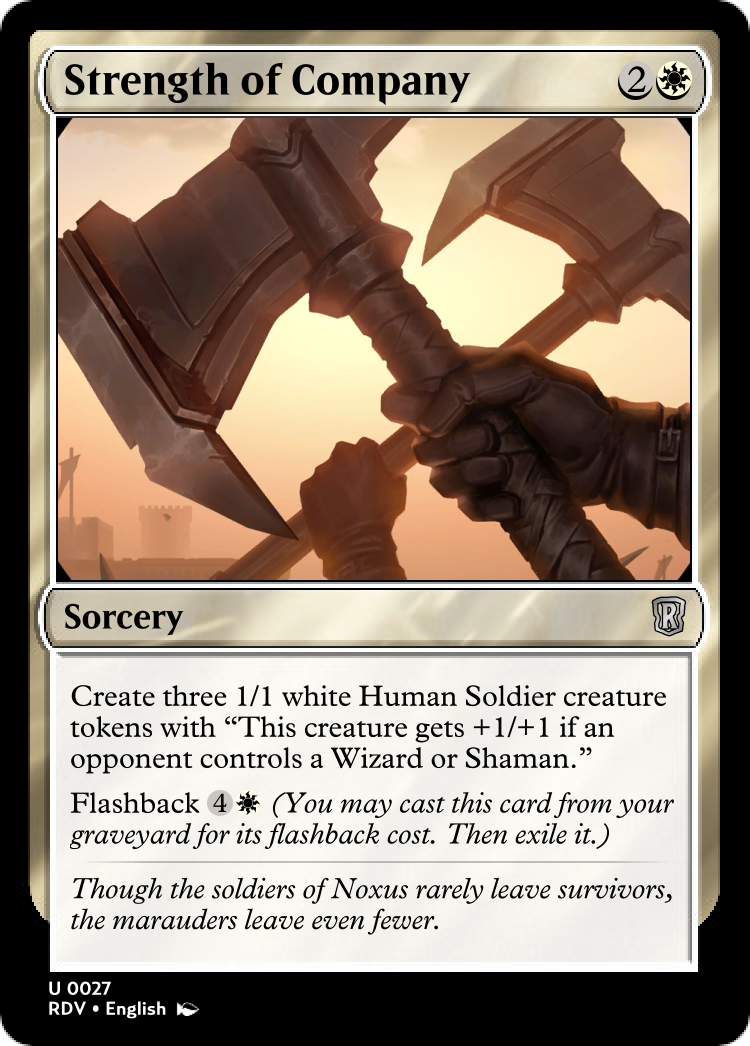 Strength of Company
2
Sorcery
R
Create three 1/1 white Human Soldier creature
tokens with “This creature gets +1/+1 if an
opponent controls a Wizard or Shaman.”
Flashback 4 (You may cast this card from your
graveyard for its flashback cost. Then exile it.)
Though the soldiers of Noxus rarely leave survivors,
the marauders leave even fewer.
U 0027
RDV • English